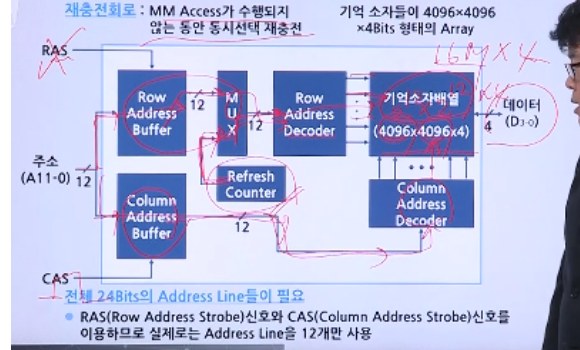 재충전회로: MM Access가 수행되지
않는 동안 동시선택 재충전
기억 소자들이 4096×4096
×4Bits 형태의 Array
16M x 4
RAS
Row
Address
Buffer
12
M
U
X
12
Row
Address
Decoder
기억소자배열
(4096x4096x4)
4
데이터
(D3-0)
주소
(A11-0)
12
Refresh
Counter
Column
Address
Buffer
12
Column
Address
Decoder
CAS
전체 24Bits의 Address Line들이 필요
● RAS(Row Address Strobe)신호와 CAS(Column Address Strobe)신호를
이용하므로 실제로는 Address Line을 12개만 사용